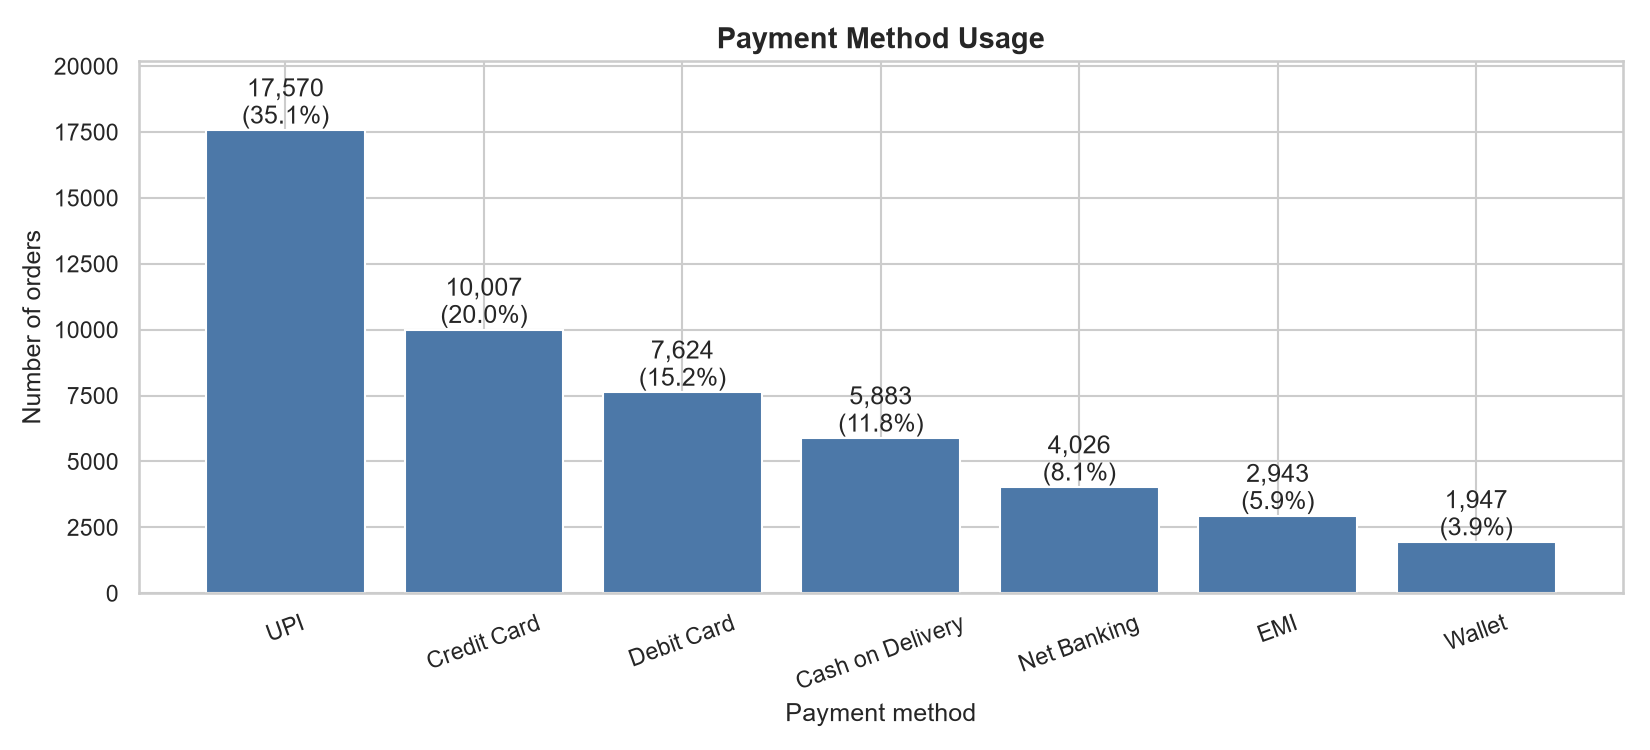 Payment Method Usage
20000
17500
15000
12500
10000
7500
5000
2500
0
Number of orders
17,570
(35.1%)
10,007
(20.0%)
7,624
(15.2%)
5,883
(11.8%)
4,026
(8.1%)
2,943
(5.9%)
1,947
(3.9%)
UPI
Credit Card
Debit Card
Cash on Delivery
Net Banking
EMI
Wallet
Payment method